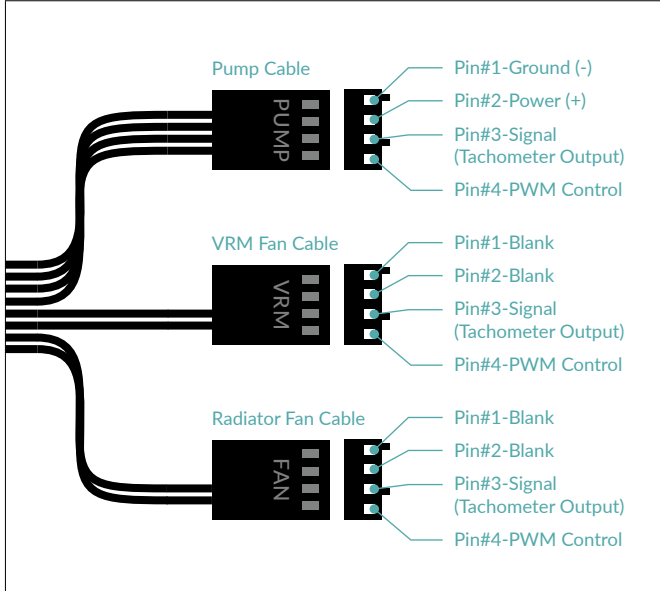 Pump Cable
PUMP
Pin#1-Ground (-)
Pin#2-Power (+)
Pin#3-Signal
(Tachometer Output)
Pin#4-PWM Control
VRM Fan Cable
VRM
Pin#1-Blank
Pin#2-Blank
Pin#3-Signal
(Tachometer Output)
Pin#4-PWM Control
Radiator Fan Cable
FAN
Pin#1-Blank
Pin#2-Blank
Pin#3-Signal
(Tachometer Output)
Pin#4-PWM Control